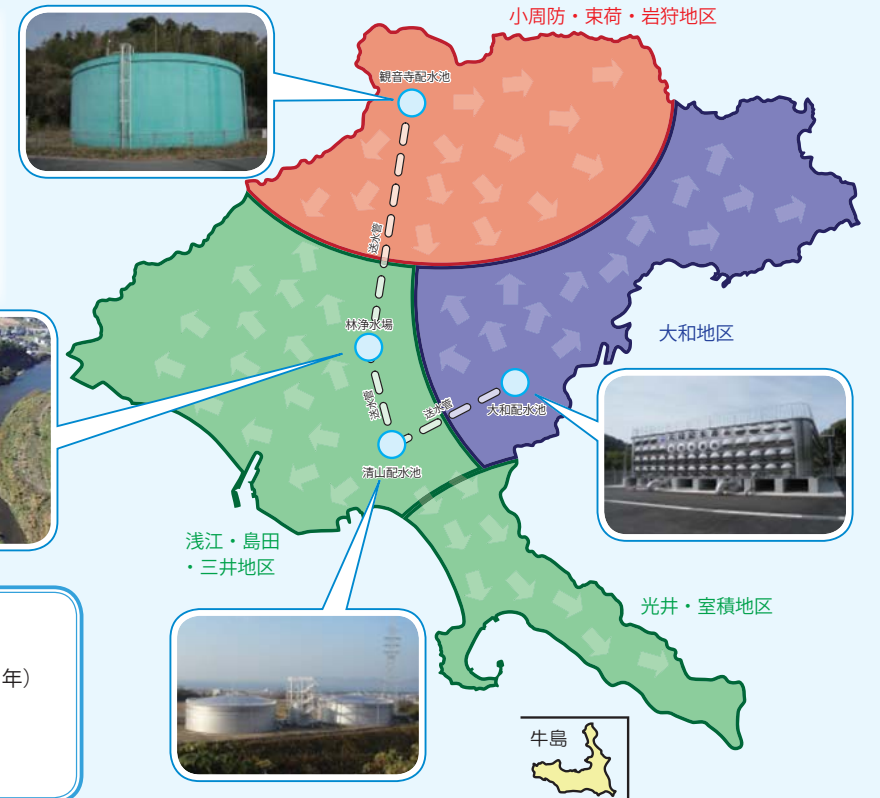 小周防・束荷・岩狩地区
観音寺配水池
送水管
林浄水場
大和地区
送水管
送水管
大和配水池
清山配水池
浅江・島田
・三井地区
光井・室積地区
年）
牛島